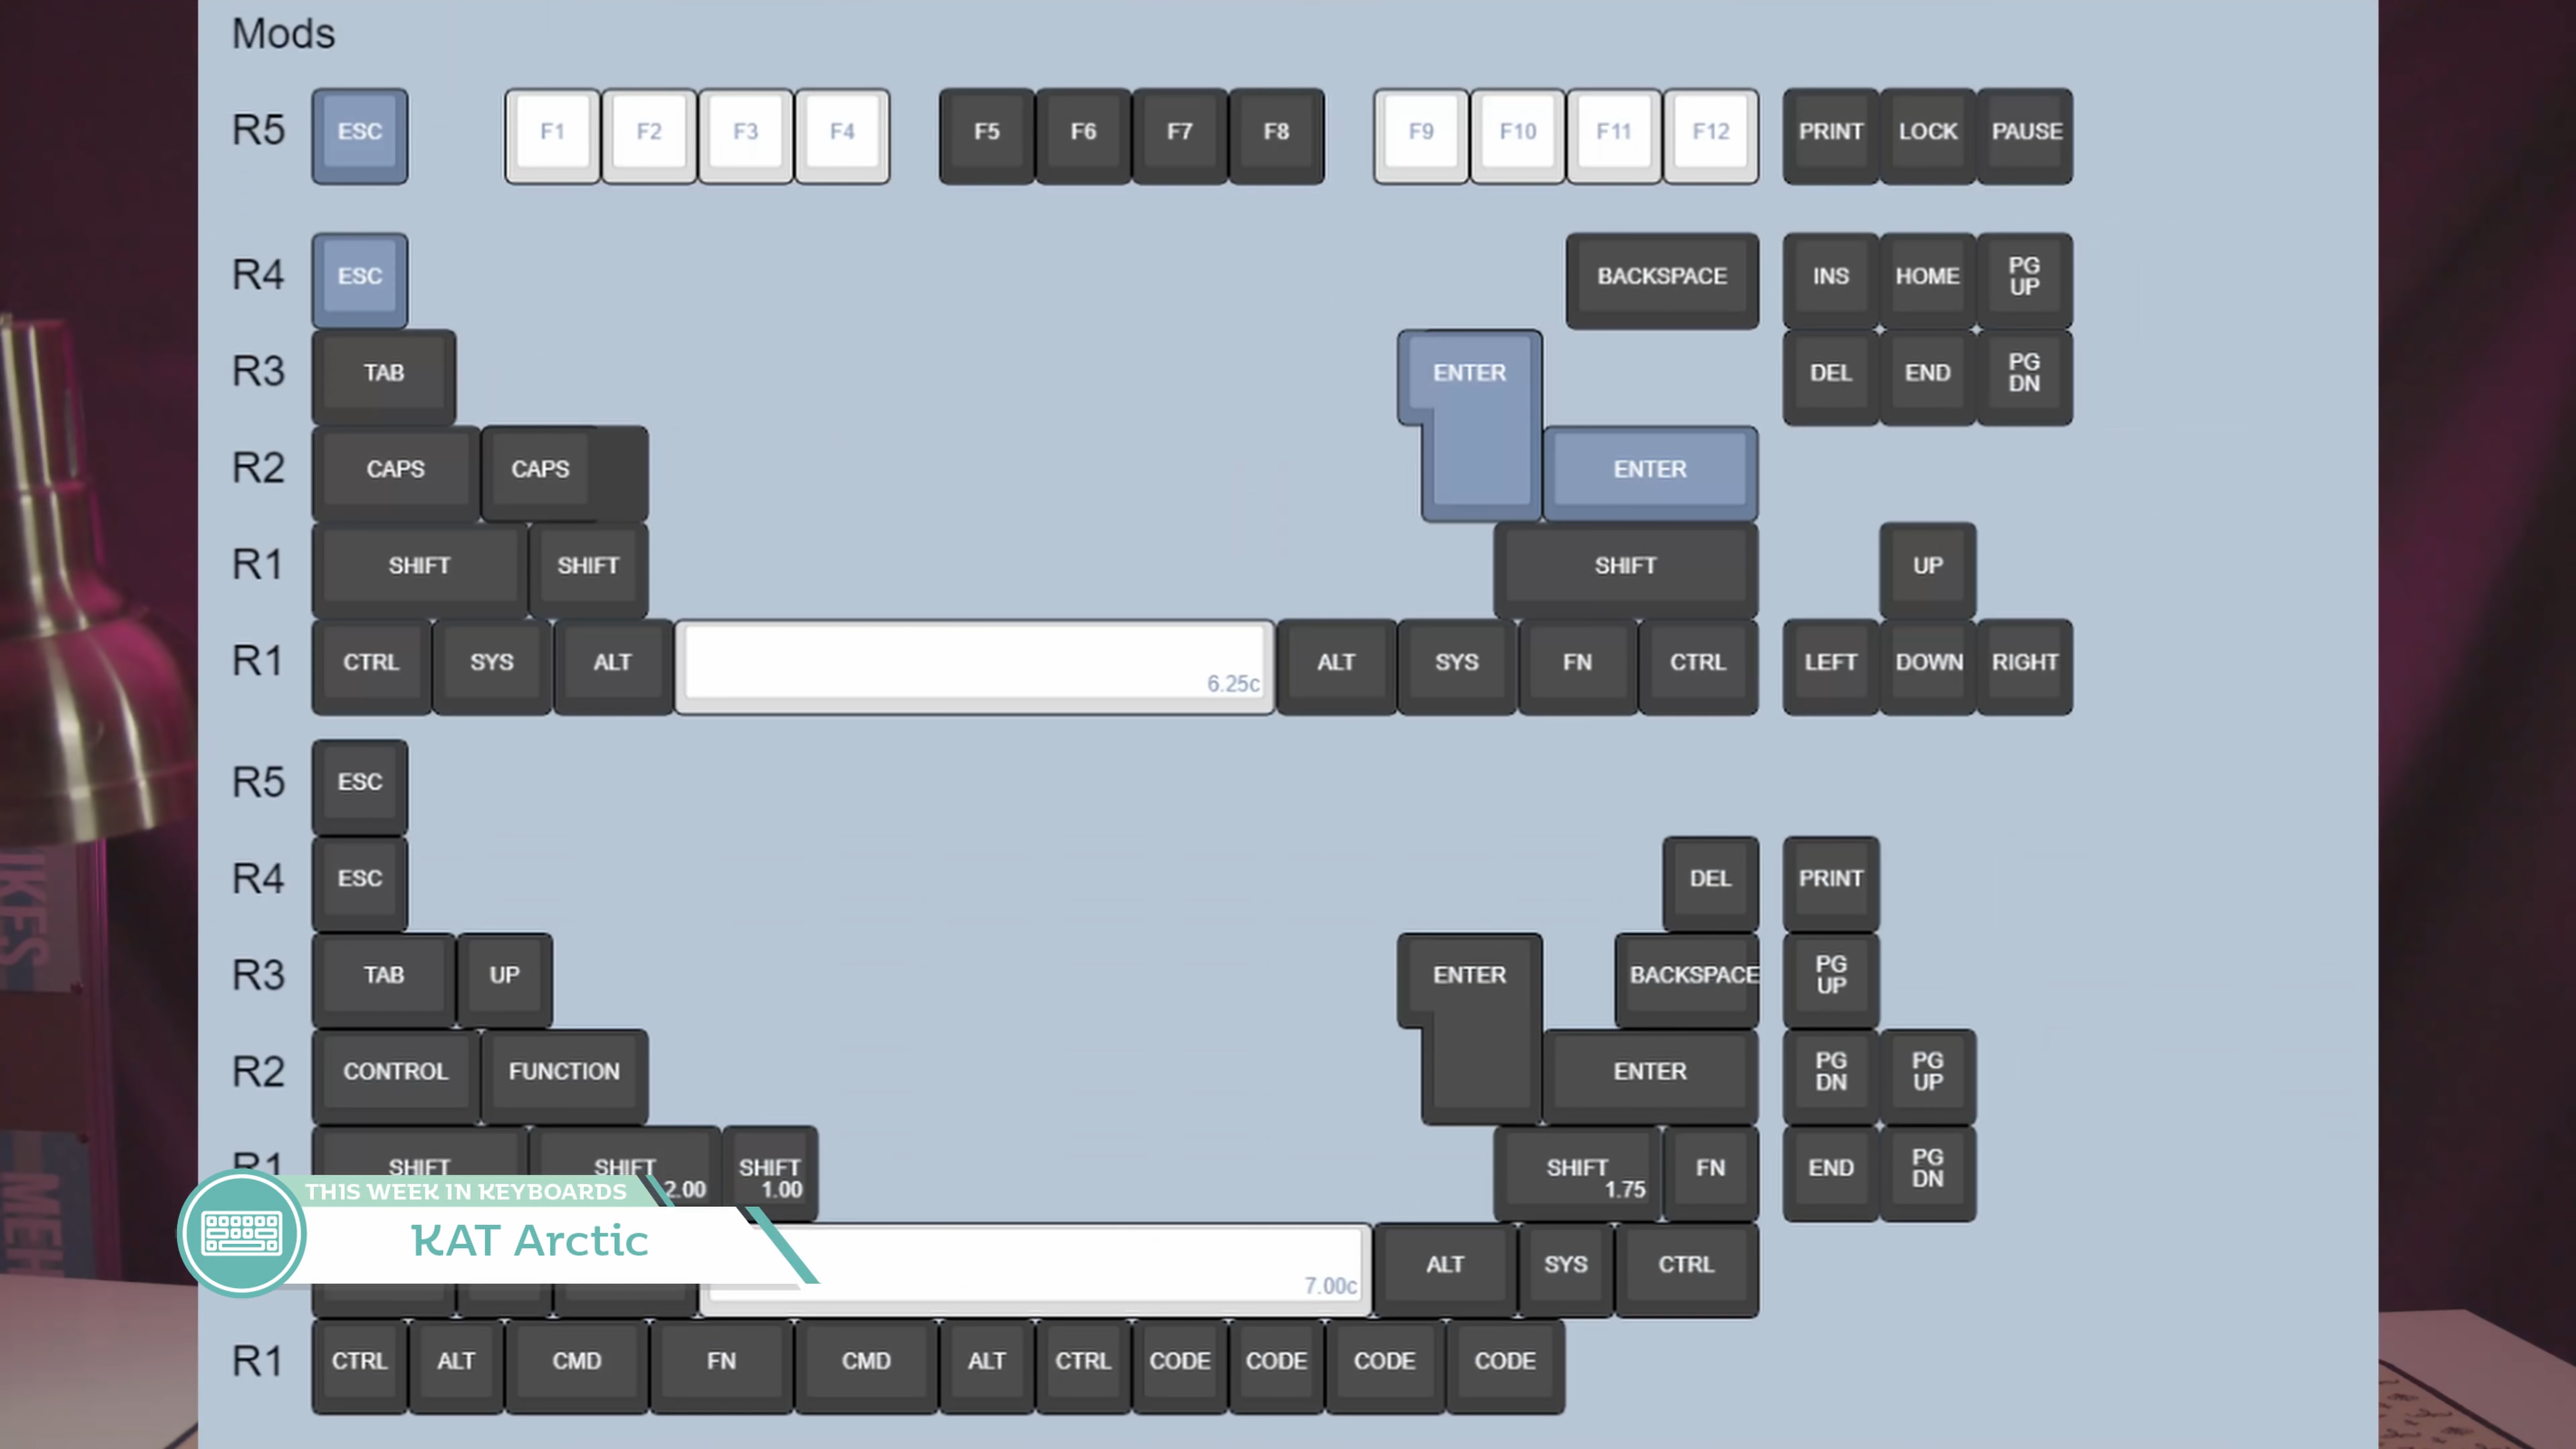 Mods
R5 ESC F1 F2 F3 F4 F5 F6 F7 F8 F9 F10 F11 F12 PRINT LOCK PAUSE
R4 ESC BACKSPACE INS HOME PG UP
R3 TAB ENTER DEL END PG DN
R2 CAPS CAPS ENTER
R1 SHIFT SHIFT SHIFT UP
R1 CTRL SYS ALT 6.25c ALT SYS FN CTRL LEFT DOWN RIGHT
R5 ESC
R4 ESC DEL PRINT
R3 TAB UP ENTER BACKSPACE PG UP
R2 CONTROL FUNCTION ENTER PG DN PG UP
R1 SHIFT SHIFT 2.00 SHIFT 1.00 SHIFT 1.75 FN END PG DN
7.00c ALT SYS CTRL
R1 CTRL ALT CMD FN CMD ALT CTRL CODE CODE CODE CODE
THIS WEEK IN KEYBOARDS
KAT Arctic
IKES
MEH